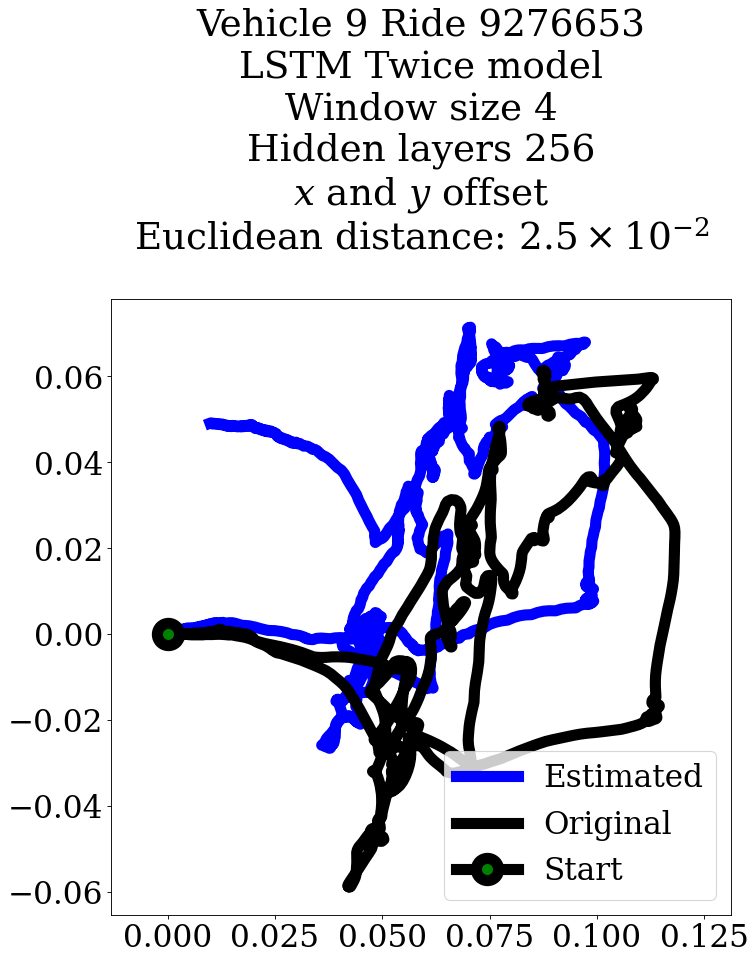 Vehicle 9 Ride 9276653
LSTM Twice model
Window size 4
Hidden layers 256
x and y offset
Euclidean distance: 2.5 × 10⁻²
0.06
0.04
0.02
0.00
−0.02
−0.04
−0.06
Estimated
Original
Start
0.000 0.025 0.050 0.075 0.100 0.125